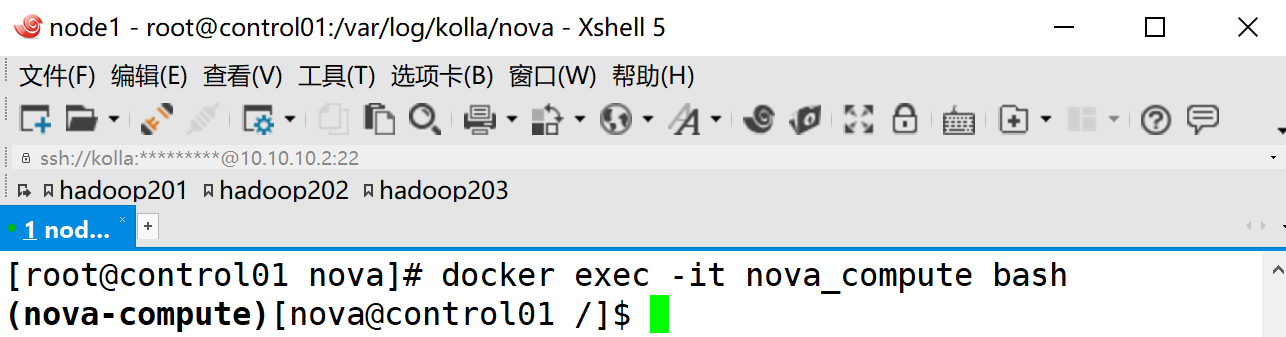 node1 - root@control01:/var/log/kolla/nova - Xshell 5
文件(F) 编辑(E) 查看(V) 工具(T) 选项卡(B) 窗口(W) 帮助(H)
ssh://kolla:*********@10.10.10.2:22
hadoop201 hadoop202 hadoop203
1 nod...
[root@control01 nova]# docker exec -it nova_compute bash
(nova-compute)[nova@control01 /]$